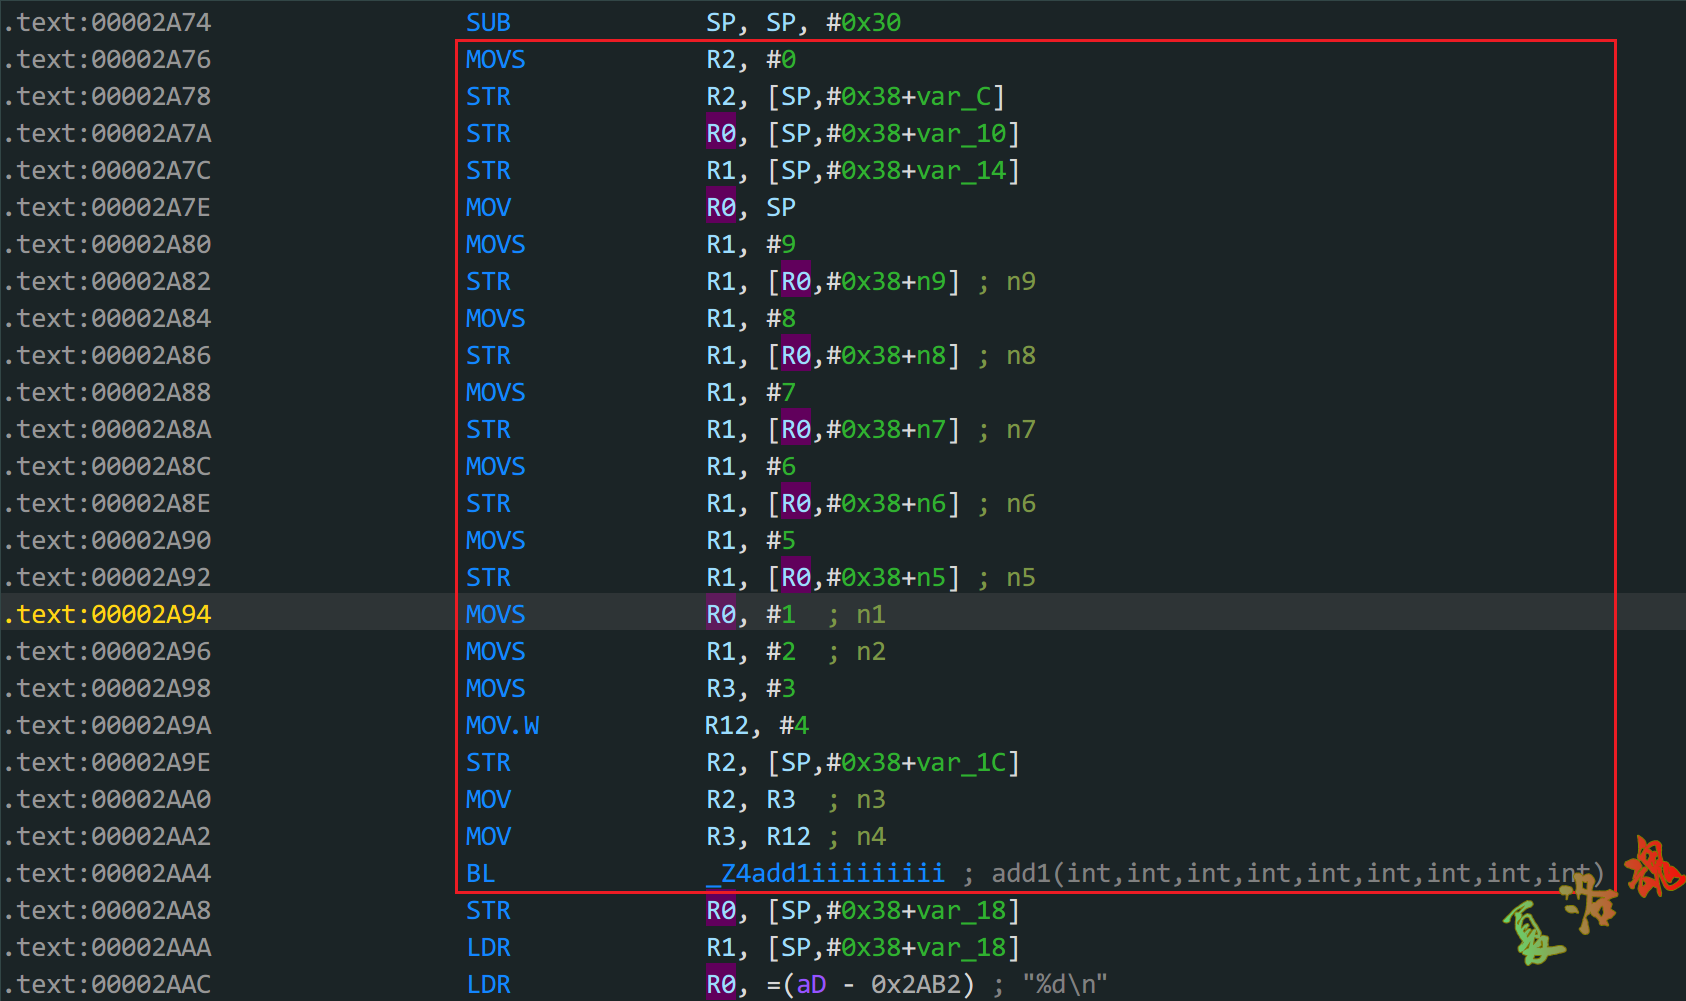 .text:00002A74 SUB SP, SP, #0x30
.text:00002A76 MOVS R2, #0
.text:00002A78 STR R2, [SP,#0x38+var_C]
.text:00002A7A STR R0, [SP,#0x38+var_10]
.text:00002A7C STR R1, [SP,#0x38+var_14]
.text:00002A7E MOV R0, SP
.text:00002A80 MOVS R1, #9
.text:00002A82 STR R1, [R0,#0x38+n9] ; n9
.text:00002A84 MOVS R1, #8
.text:00002A86 STR R1, [R0,#0x38+n8] ; n8
.text:00002A88 MOVS R1, #7
.text:00002A8A STR R1, [R0,#0x38+n7] ; n7
.text:00002A8C MOVS R1, #6
.text:00002A8E STR R1, [R0,#0x38+n6] ; n6
.text:00002A90 MOVS R1, #5
.text:00002A92 STR R1, [R0,#0x38+n5] ; n5
.text:00002A94 MOVS R0, #1 ; n1
.text:00002A96 MOVS R1, #2 ; n2
.text:00002A98 MOVS R3, #3
.text:00002A9A MOV.W R12, #4
.text:00002A9E STR R2, [SP,#0x38+var_1C]
.text:00002AA0 MOV R2, R3 ; n3
.text:00002AA2 MOV R3, R12 ; n4
.text:00002AA4 BL _Z4add1iiiiiiiii ; add1(int,int,int,int,int,int,int,int,int)
.text:00002AA8 STR R0, [SP,#0x38+var_18]
.text:00002AAA LDR R1, [SP,#0x38+var_18]
.text:00002AAC LDR R0, =(aD - 0x2AB2) ; "%d\n"